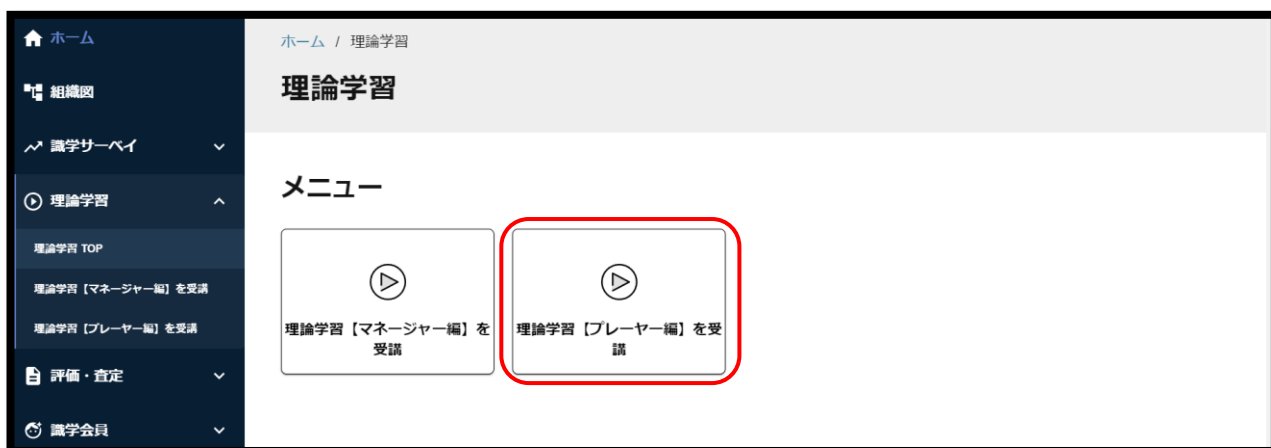 ホーム
組織図
識学サーベイ
理論学習
理論学習 TOP
理論学習【マネージャー編】を受講
理論学習【プレーヤー編】を受講
評価・査定
識学会員
ホーム / 理論学習
理論学習
メニュー
理論学習【マネージャー編】を
受講
理論学習【プレーヤー編】を受
講